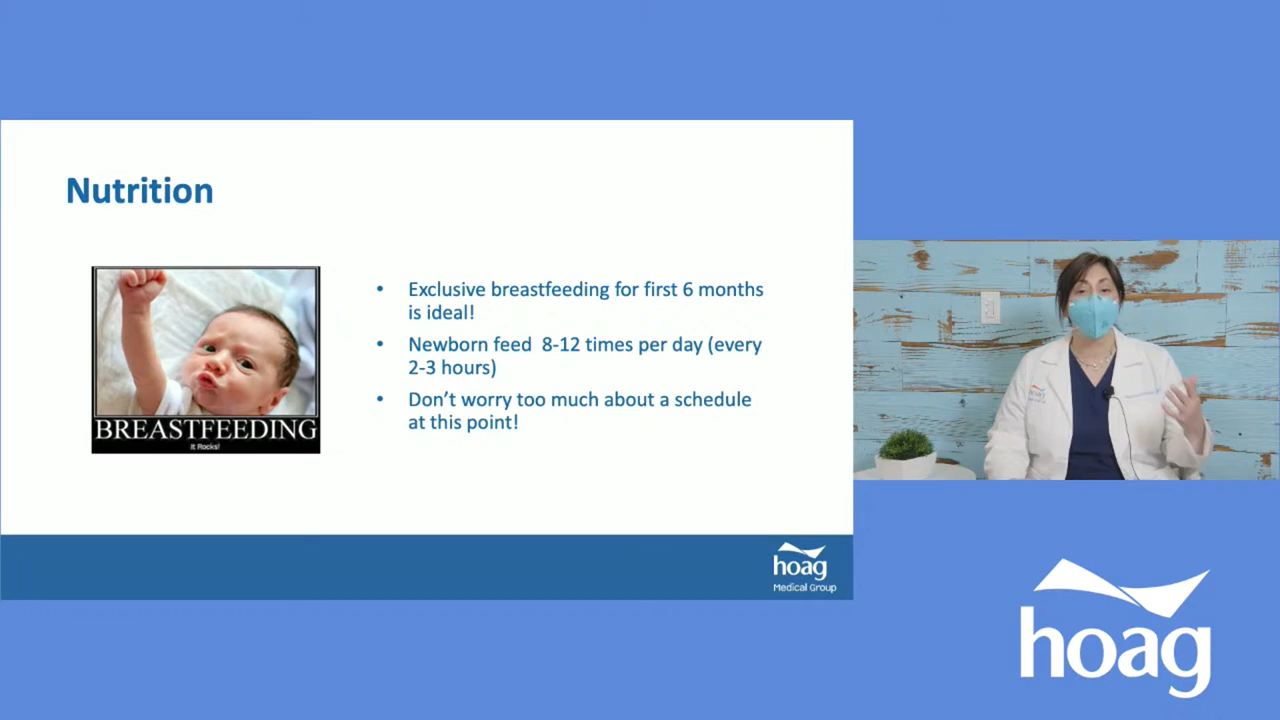 Nutrition
BREASTFEEDING
It Rocks!
• Exclusive breastfeeding for first 6 months
is ideal!
• Newborn feed 8-12 times per day (every
2-3 hours)
• Don't worry too much about a schedule
at this point!
hoag
Medical Group
hoag